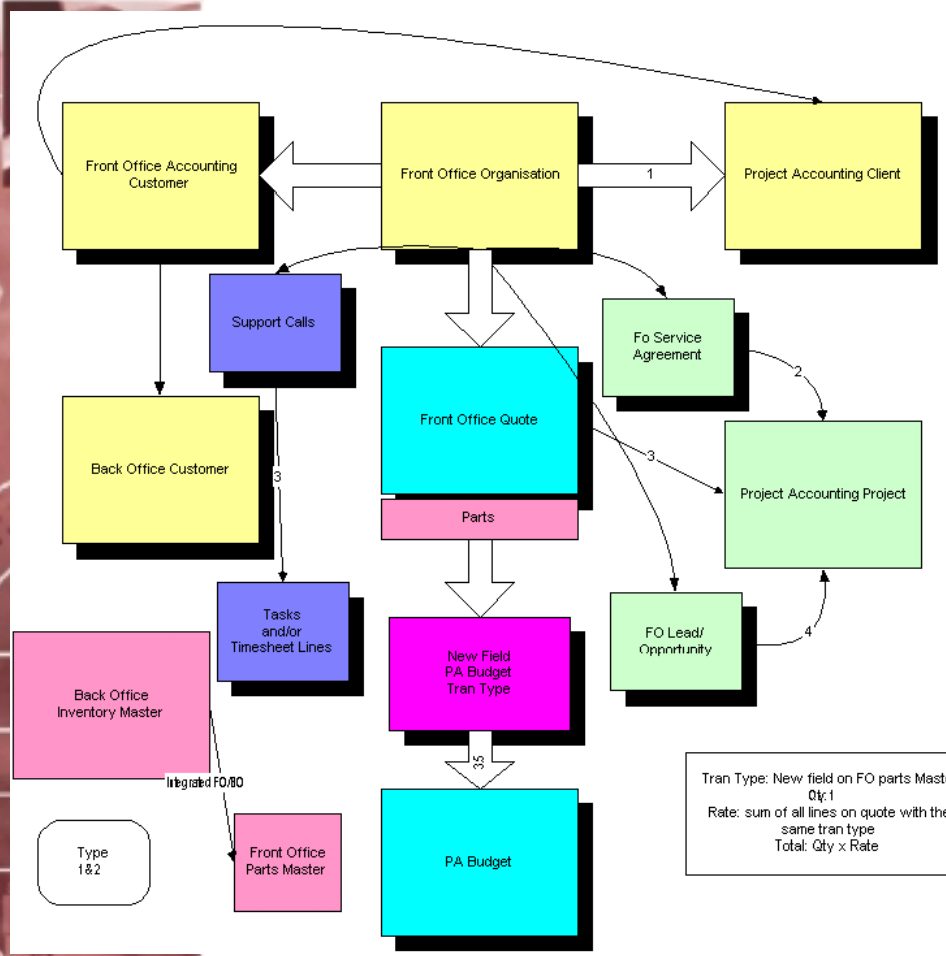 Front Office Accounting
Customer
Front Office Organisation
1
Project Accounting Client
Support Calls
Fo Service
Agreement
2
Front Office Quote
Back Office Customer
3
3
Project Accounting Project
Parts
Tasks
and/or
Timesheet Lines
FO Lead/
Opportunity
4
New Field
PA Budget
Tran Type
Back Office
Inventory Master
Integrated FO/BO
35
Tran Type: New field on FO parts Maste
Qty:1
Rate: sum of all lines on quote with the
same tran type
Total: Qty x Rate
Type
1&2
Front Office
Parts Master
PA Budget